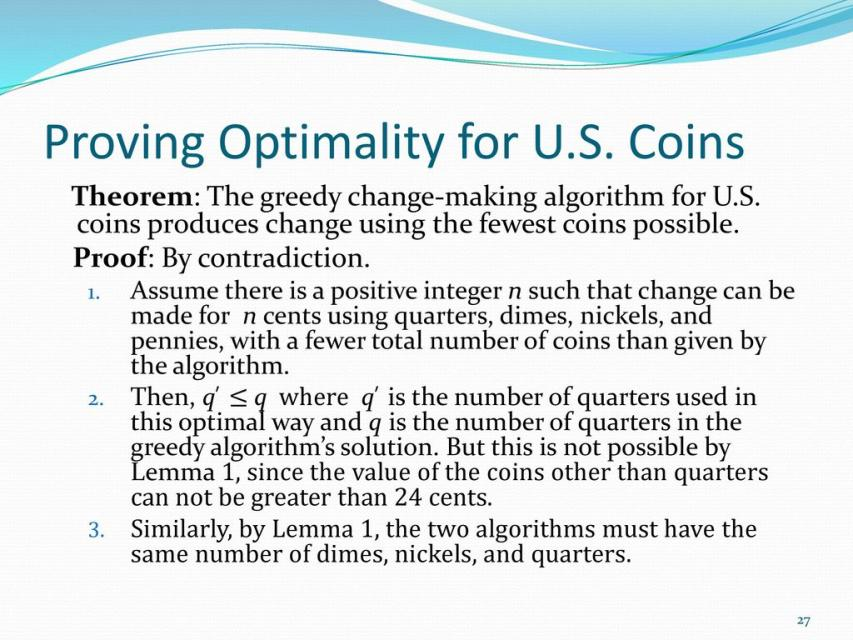 Proving Optimality for U.S. Coins
Theorem: The greedy change-making algorithm for U.S.
coins produces change using the fewest coins possible.
Proof: By contradiction.
1. Assume there is a positive integer n such that change can be
made for n cents using quarters, dimes, nickels, and
pennies, with a fewer total number of coins than given by
the algorithm.
2. Then, q′ ≤ q where q′ is the number of quarters used in
this optimal way and q is the number of quarters in the
greedy algorithm's solution. But this is not possible by
Lemma 1, since the value of the coins other than quarters
can not be greater than 24 cents.
3. Similarly, by Lemma 1, the two algorithms must have the
same number of dimes, nickels, and quarters.
27